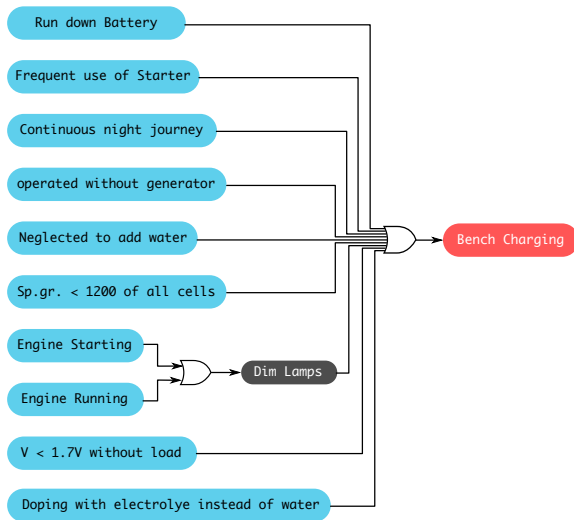 Run down Battery
Frequent use of Starter
Continuous night journey
operated without generator
Neglected to add water
Bench Charging
Sp.gr. < 1200 of all cells
Engine Starting
Dim Lamps
Engine Running
V < 1.7V without load
Doping with electrolye instead of water